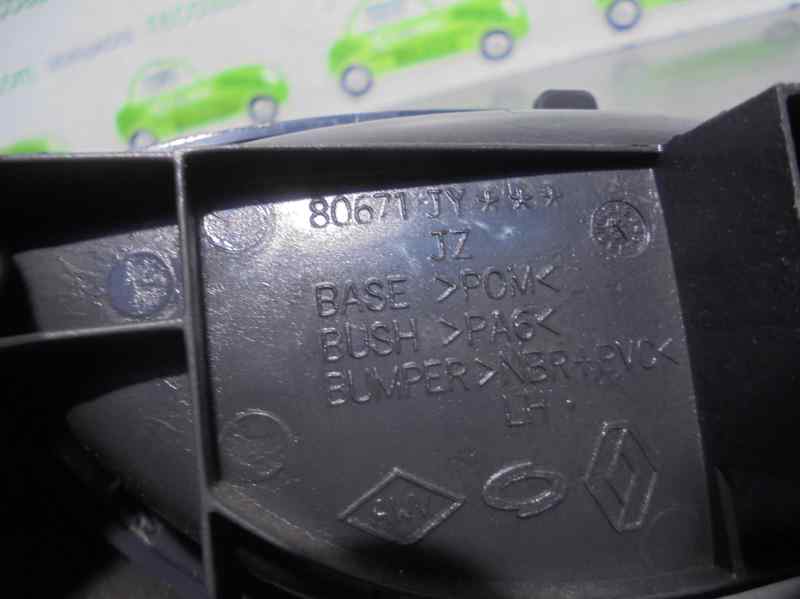 80671 JY ***
JZ
BASE >POM<
BUSH >PA6<
BUMPER>NBR+PVC<
LH